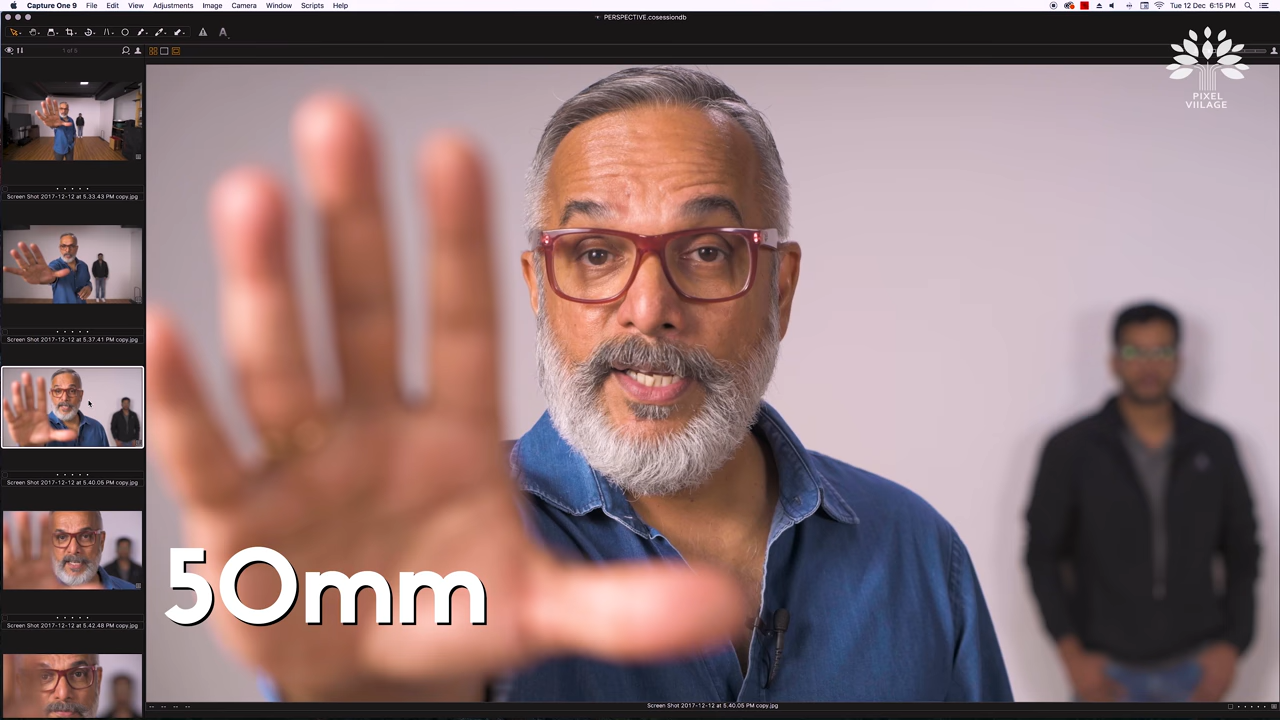 Capture One 9 File Edit View Adjustments Image Camera Window Scripts Help
Tue 12 Dec 6:15 PM
PERSPECTIVE.cosessiondb
1 of 5
PIXEL
VIILAGE
Screen Shot 2017-12-12 at 5.33.43 PM copy.jpg
Screen Shot 2017-12-12 at 5.37.41 PM copy.jpg
Screen Shot 2017-12-12 at 5.40.05 PM copy.jpg
50mm
Screen Shot 2017-12-12 at 5.42.48 PM copy.jpg
Screen Shot 2017-12-12 at 5.40.05 PM copy.jpg